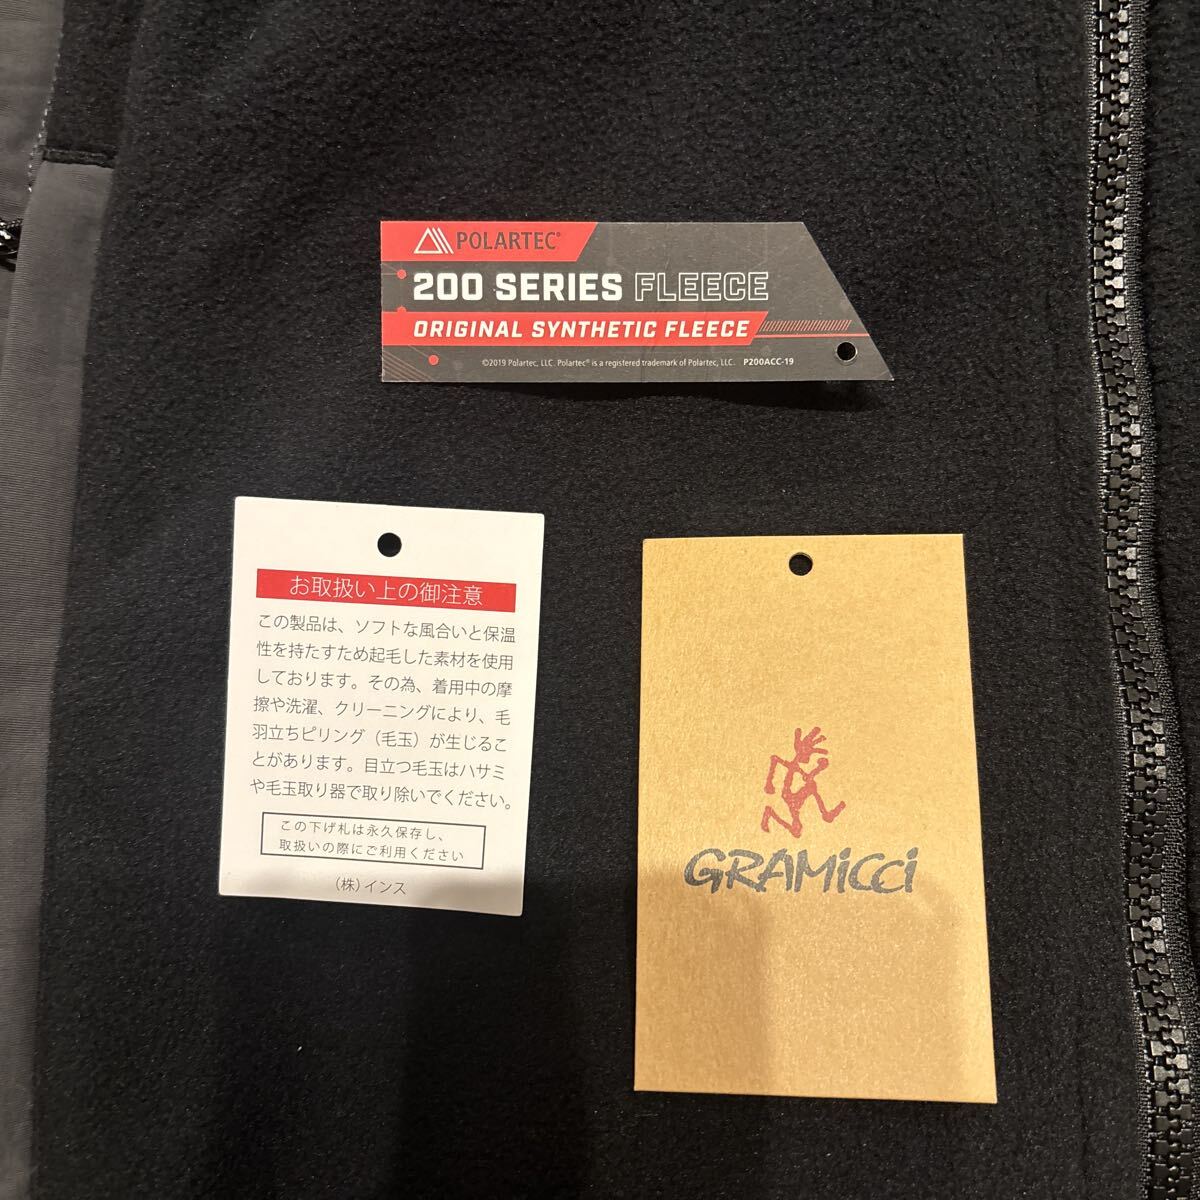 POLARTEC®
200 SERIES FLEECE
ORIGINAL SYNTHETIC FLEECE
©2019 Polartec, LLC. Polartec® is a registered trademark of Polartec, LLC. P200ACC-19
お取扱い上の御注意
この製品は、ソフトな風合いと保温
性を持たすため起毛した素材を使用
しております。その為、着用中の摩
擦や洗濯、クリーニングにより、毛
羽立ちピリング（毛玉）が生じるこ
とがあります。目立つ毛玉はハサミ
や毛玉取り器で取り除いでください。
この下げ札は永久保存し、
取扱いの際にご利用ください
（株）インス
GRAMiCCi